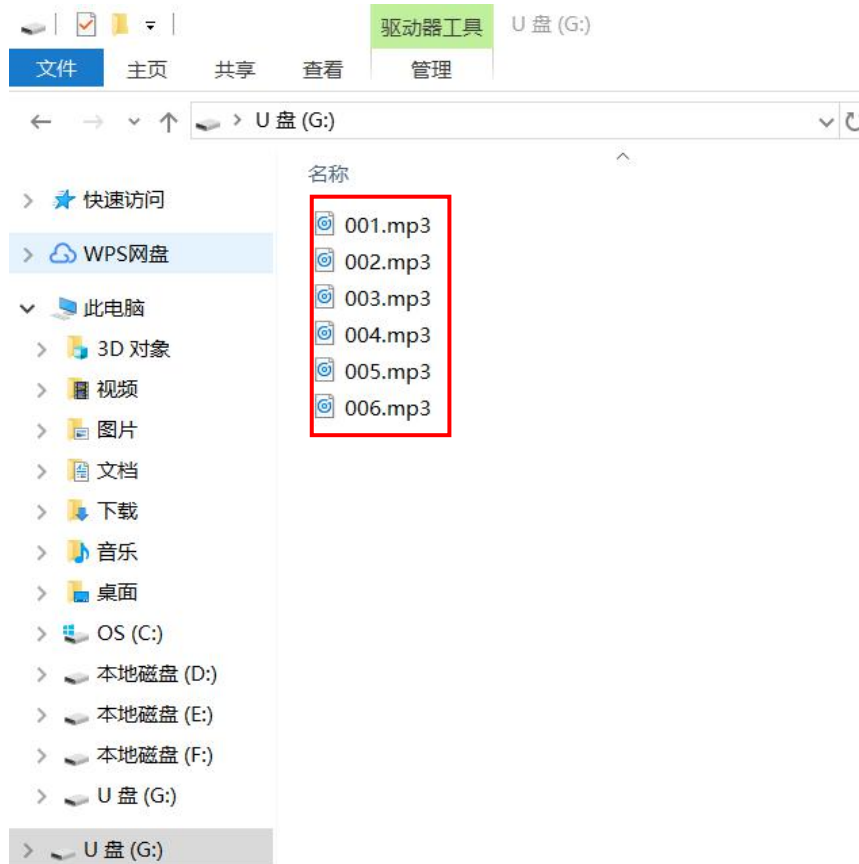 驱动器工具 U 盘 (G:)
文件 主页 共享 查看 管理
U 盘 (G:)
名称
快速访问
WPS网盘
此电脑
3D 对象
视频
图片
文档
下载
音乐
桌面
OS (C:)
本地磁盘 (D:)
本地磁盘 (E:)
本地磁盘 (F:)
U 盘 (G:)
U 盘 (G:)
001.mp3
002.mp3
003.mp3
004.mp3
005.mp3
006.mp3